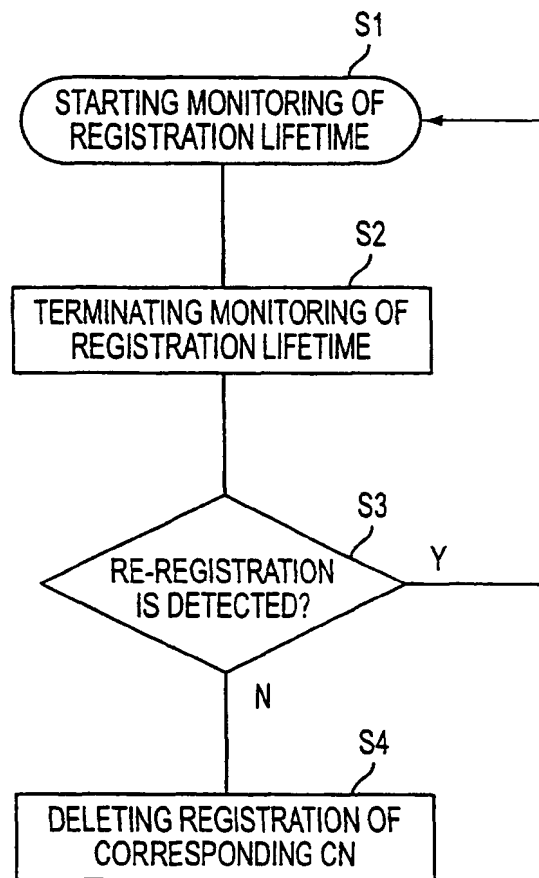 S1
STARTING MONITORING OF
REGISTRATION LIFETIME
S2
TERMINATING MONITORING OF
REGISTRATION LIFETIME
S3
RE-REGISTRATION
IS DETECTED?
Y
N
S4
DELETING REGISTRATION OF
CORRESPONDING CN